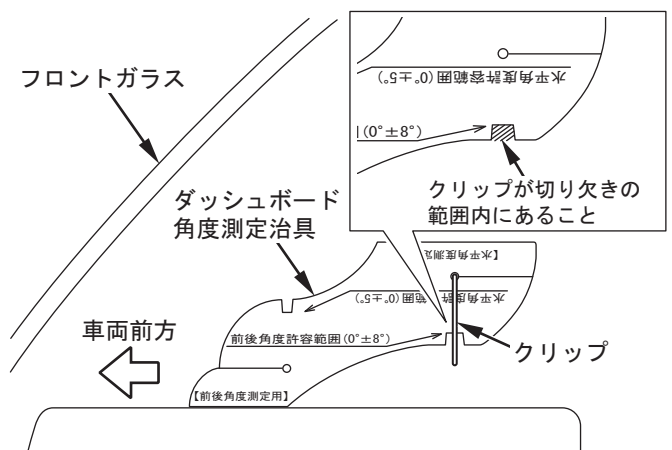 フロントガラス
水平角度許容範囲(0°±5°)
(0°±8°)
クリップが切り欠きの
範囲内にあること
ダッシュボード
角度測定治具
【水平角度測
水平角度許容範囲(0°±5°)
車両前方
前後角度許容範囲(0°±8°)
クリップ
【前後角度測定用】